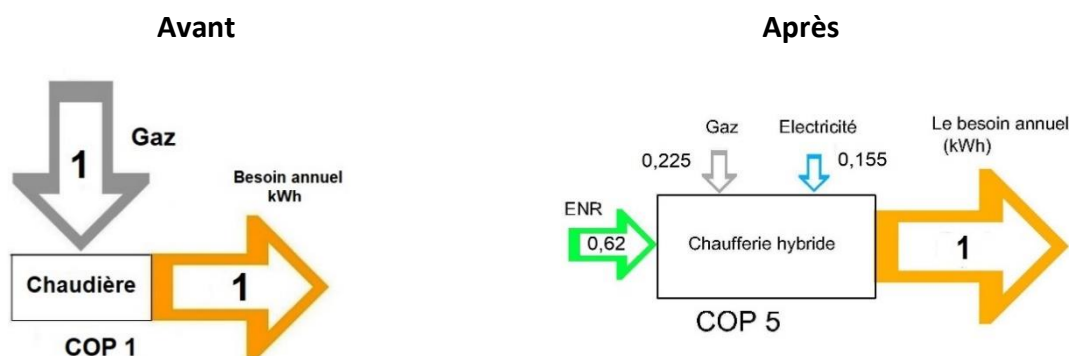 Avant
Après
Gaz
1
Besoin annuel
kWh
Chaudière
1
COP 1
Gaz
Electricité
Le besoin annuel
(kWh)
0,225
0,155
ENR
0,62
Chaufferie hybride
1
COP 5